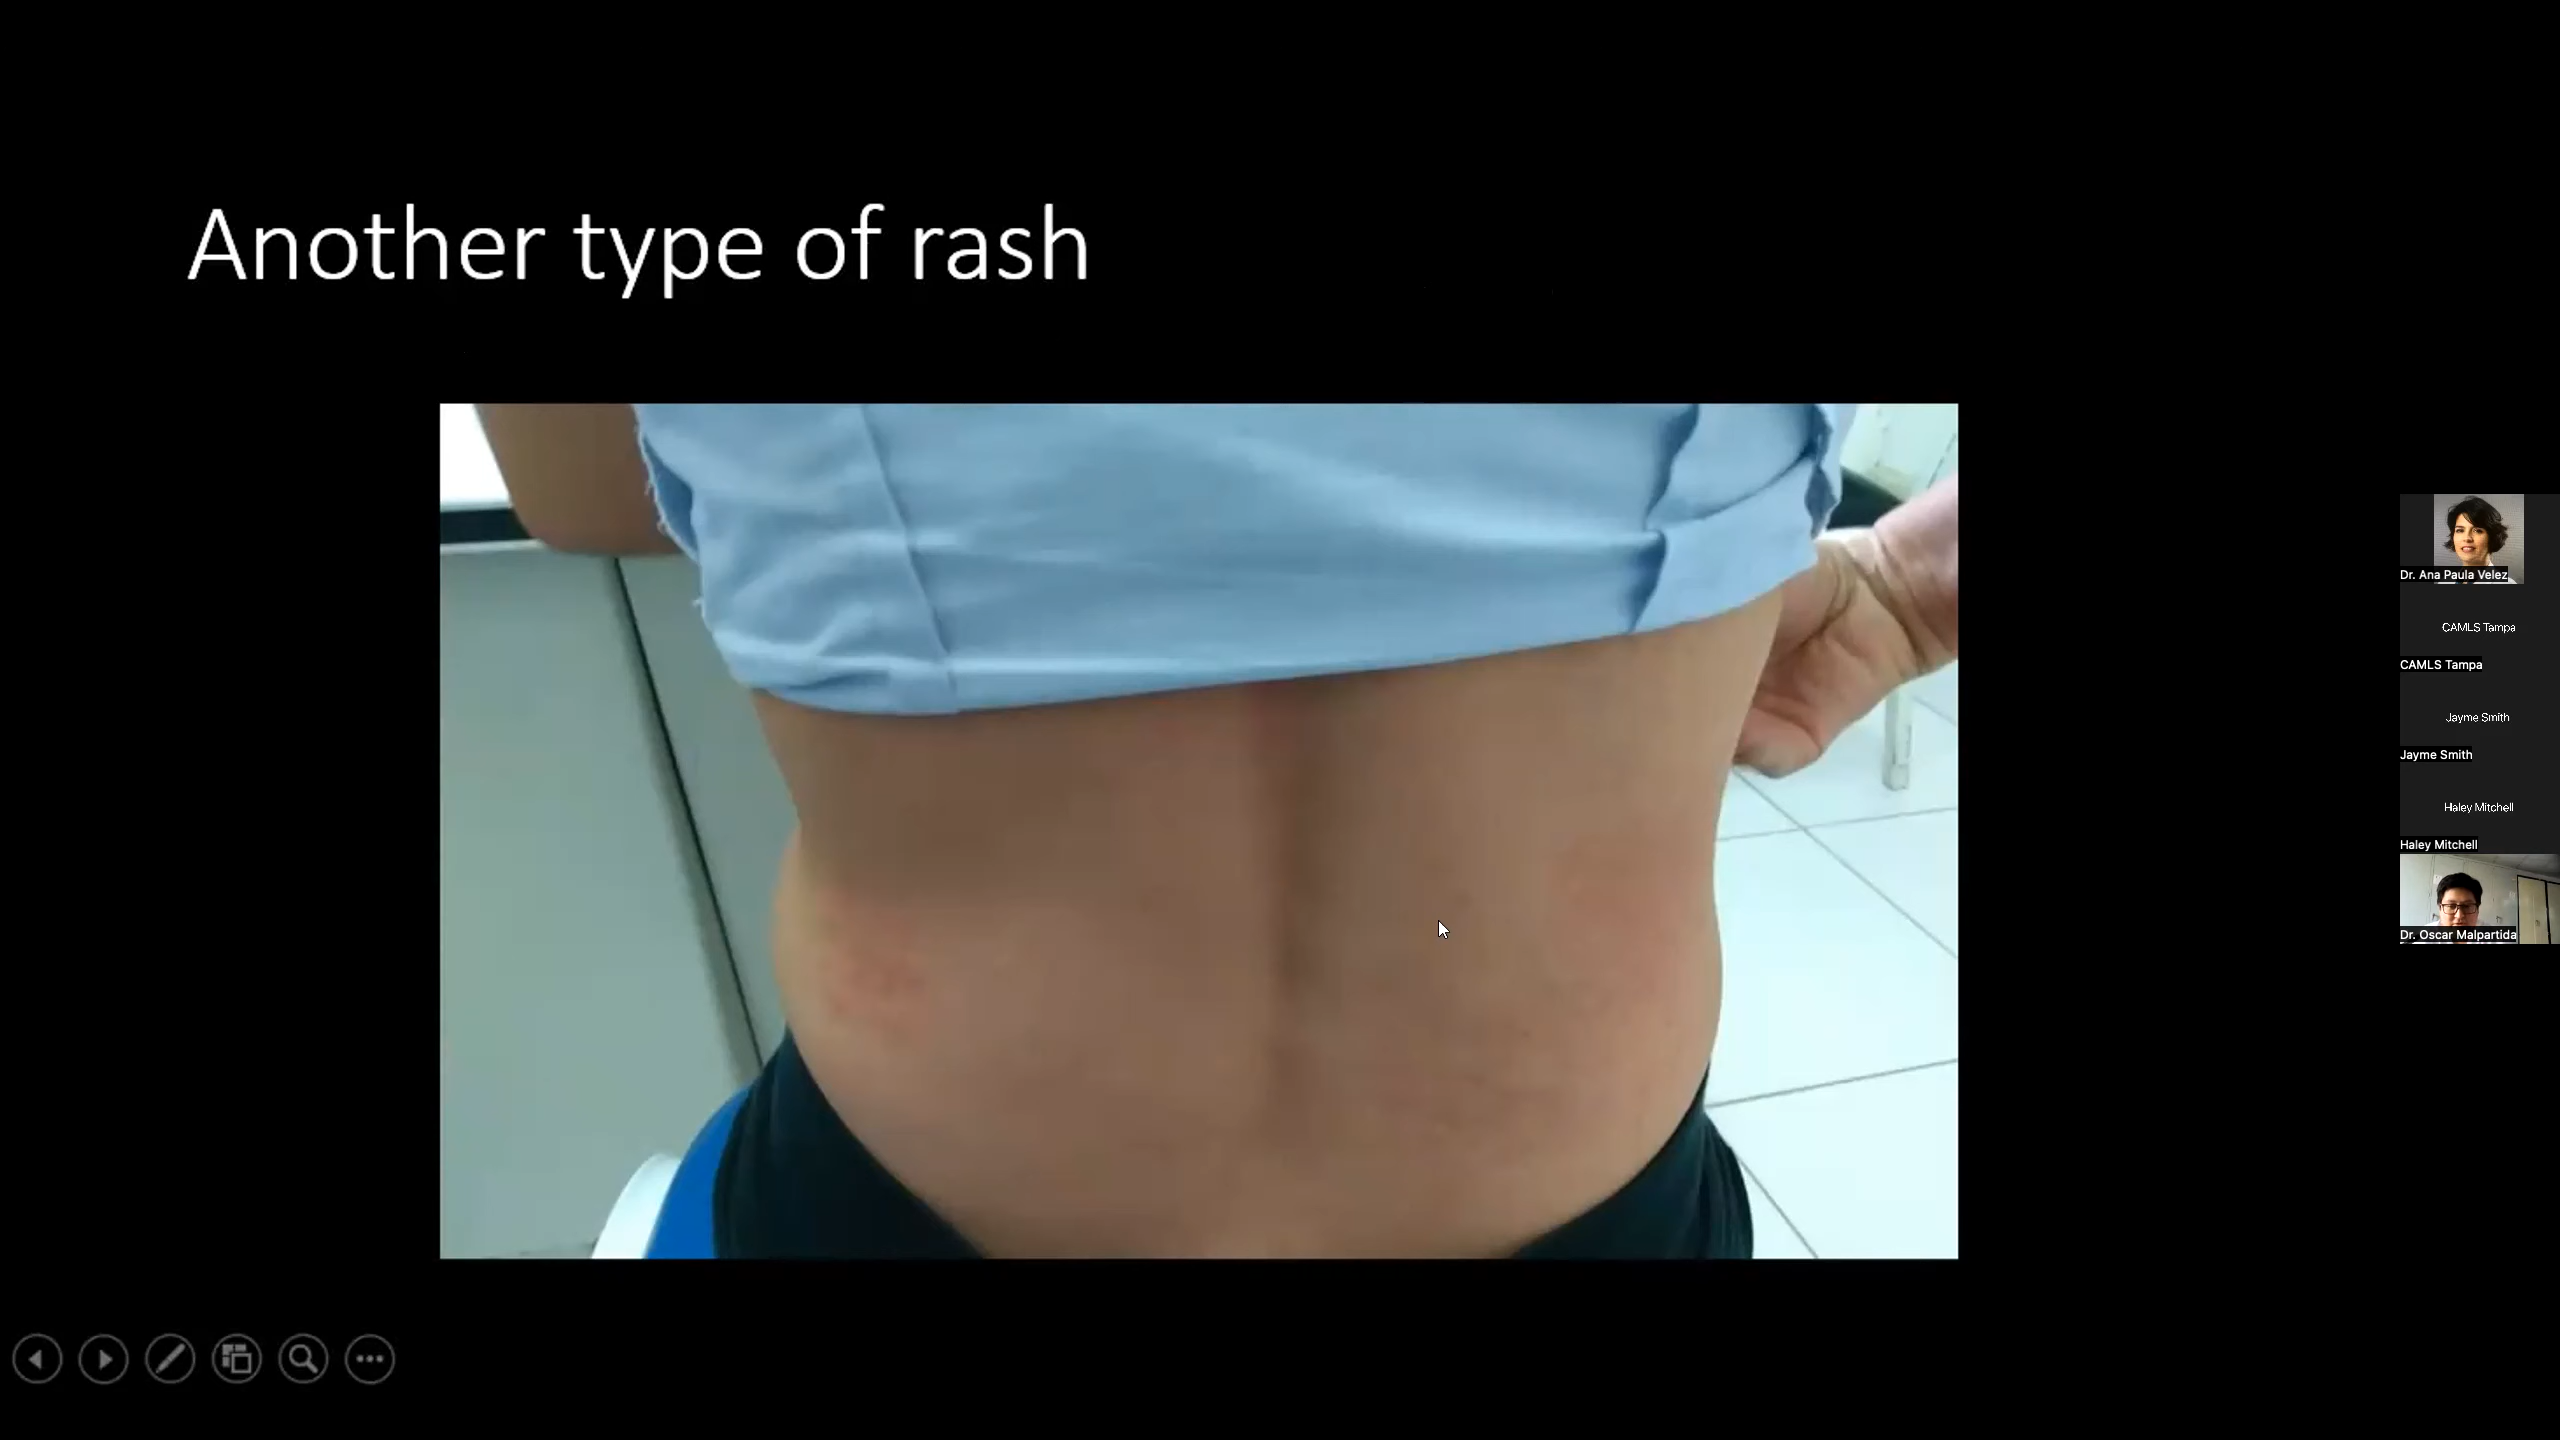 Another type of rash
Dr. Ana Paula Velez
CAMLS Tampa
CAMLS Tampa
Jayme Smith
Jayme Smith
Haley Mitchell
Haley Mitchell
Dr. Oscar Malpartida